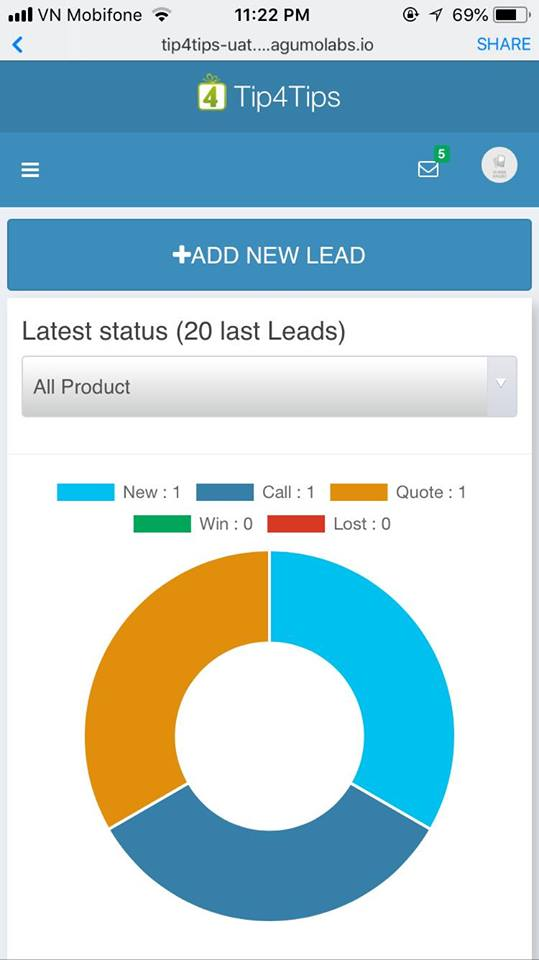 VN Mobifone 11:22 PM 69%
tip4tips-uat....agumolabs.io SHARE
4 Tip4Tips
5
+ADD NEW LEAD
Latest status (20 last Leads)
All Product
New : 1 Call : 1 Quote : 1
Win : 0 Lost : 0